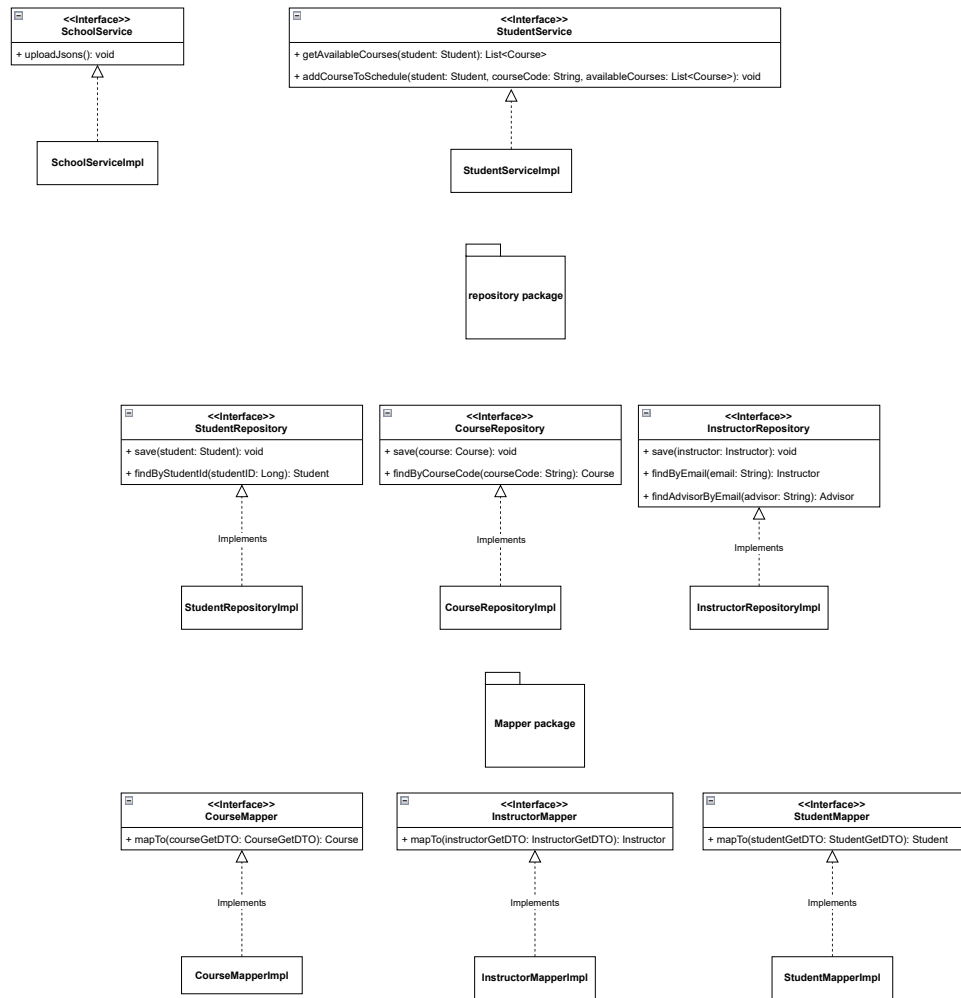 <<Interface>>
SchoolService
+ uploadJsons(): void
SchoolServiceImpl
<<Interface>>
StudentService
+ getAvailableCourses(student: Student): List<Course>
+ addCourseToSchedule(student: Student, courseCode: String, availableCourses: List<Course>): void
StudentServiceImpl
repository package
<<Interface>>
StudentRepository
+ save(student: Student): void
+ findByStudentId(studentID: Long): Student
Implements
StudentRepositoryImpl
<<Interface>>
CourseRepository
+ save(course: Course): void
+ findByCourseCode(courseCode: String): Course
Implements
CourseRepositoryImpl
<<Interface>>
InstructorRepository
+ save(instructor: Instructor): void
+ findByEmail(email: String): Instructor
+ findAdvisorByEmail(advisor: String): Advisor
Implements
InstructorRepositoryImpl
Mapper package
<<Interface>>
CourseMapper
+ mapTo(courseGetDTO: CourseGetDTO): Course
Implements
CourseMapperImpl
<<Interface>>
InstructorMapper
+ mapTo(instructorGetDTO: InstructorGetDTO): Instructor
Implements
InstructorMapperImpl
<<Interface>>
StudentMapper
+ mapTo(studentGetDTO: StudentGetDTO): Student
Implements
StudentMapperImpl